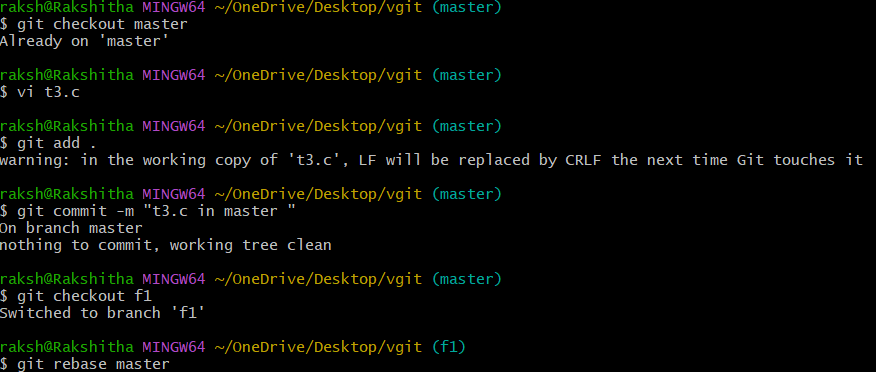 raksh@Rakshitha MINGW64 ~/OneDrive/Desktop/vgit (master)
$ git checkout master
Already on 'master'
raksh@Rakshitha MINGW64 ~/OneDrive/Desktop/vgit (master)
$ vi t3.c
raksh@Rakshitha MINGW64 ~/OneDrive/Desktop/vgit (master)
$ git add .
warning: in the working copy of 't3.c', LF will be replaced by CRLF the next time Git touches it
raksh@Rakshitha MINGW64 ~/OneDrive/Desktop/vgit (master)
$ git commit -m "t3.c in master "
On branch master
nothing to commit, working tree clean
raksh@Rakshitha MINGW64 ~/OneDrive/Desktop/vgit (master)
$ git checkout f1
Switched to branch 'f1'
raksh@Rakshitha MINGW64 ~/OneDrive/Desktop/vgit (f1)
$ git rebase master